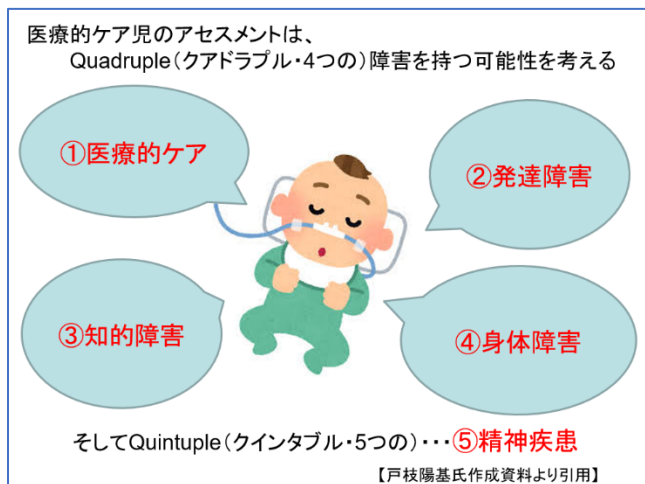 医療的ケア児のアセスメントは、
Quadruple(クアドラプル・4つの)障害を持つ可能性を考える
①医療的ケア
②発達障害
③知的障害
④身体障害
そしてQuintuple(クインタブル・5つの)・・・⑤精神疾患
【戸枝陽基氏作成資料より引用】